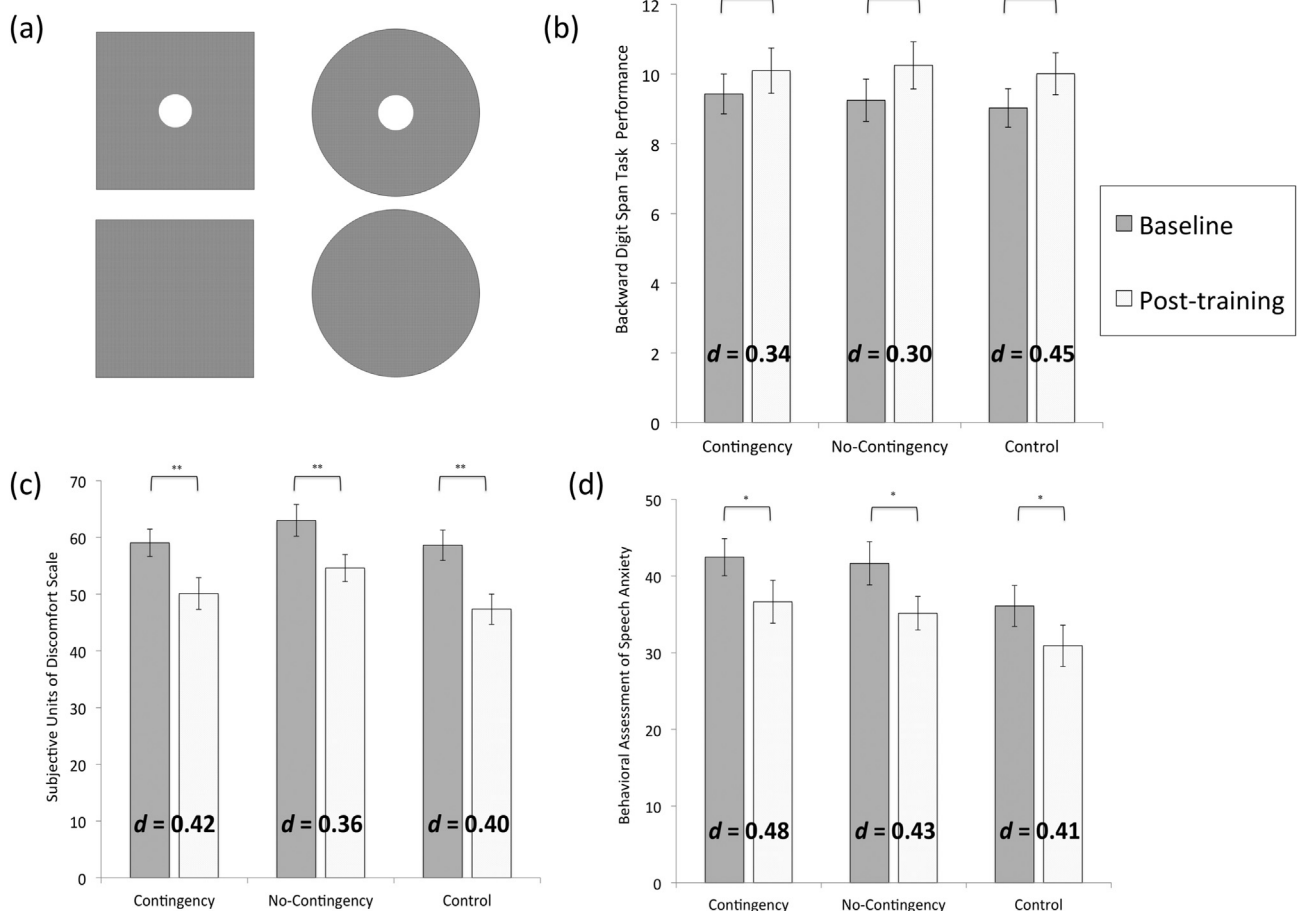 (a)
(b)
Backward Digit Span Task Performance
12
10
8
6
4
2
0
d = 0.34
d = 0.30
d = 0.45
Contingency
No-Contingency
Control
Baseline
Post-training
(c)
Subjective Units of Discomfort Scale
70
60
50
40
30
20
10
0
**
**
**
d = 0.42
d = 0.36
d = 0.40
Contingency
No-Contingency
Control
(d)
Behavioral Assessment of Speech Anxiety
50
40
30
20
10
0
*
*
*
d = 0.48
d = 0.43
d = 0.41
Contingency
No-Contingency
Control